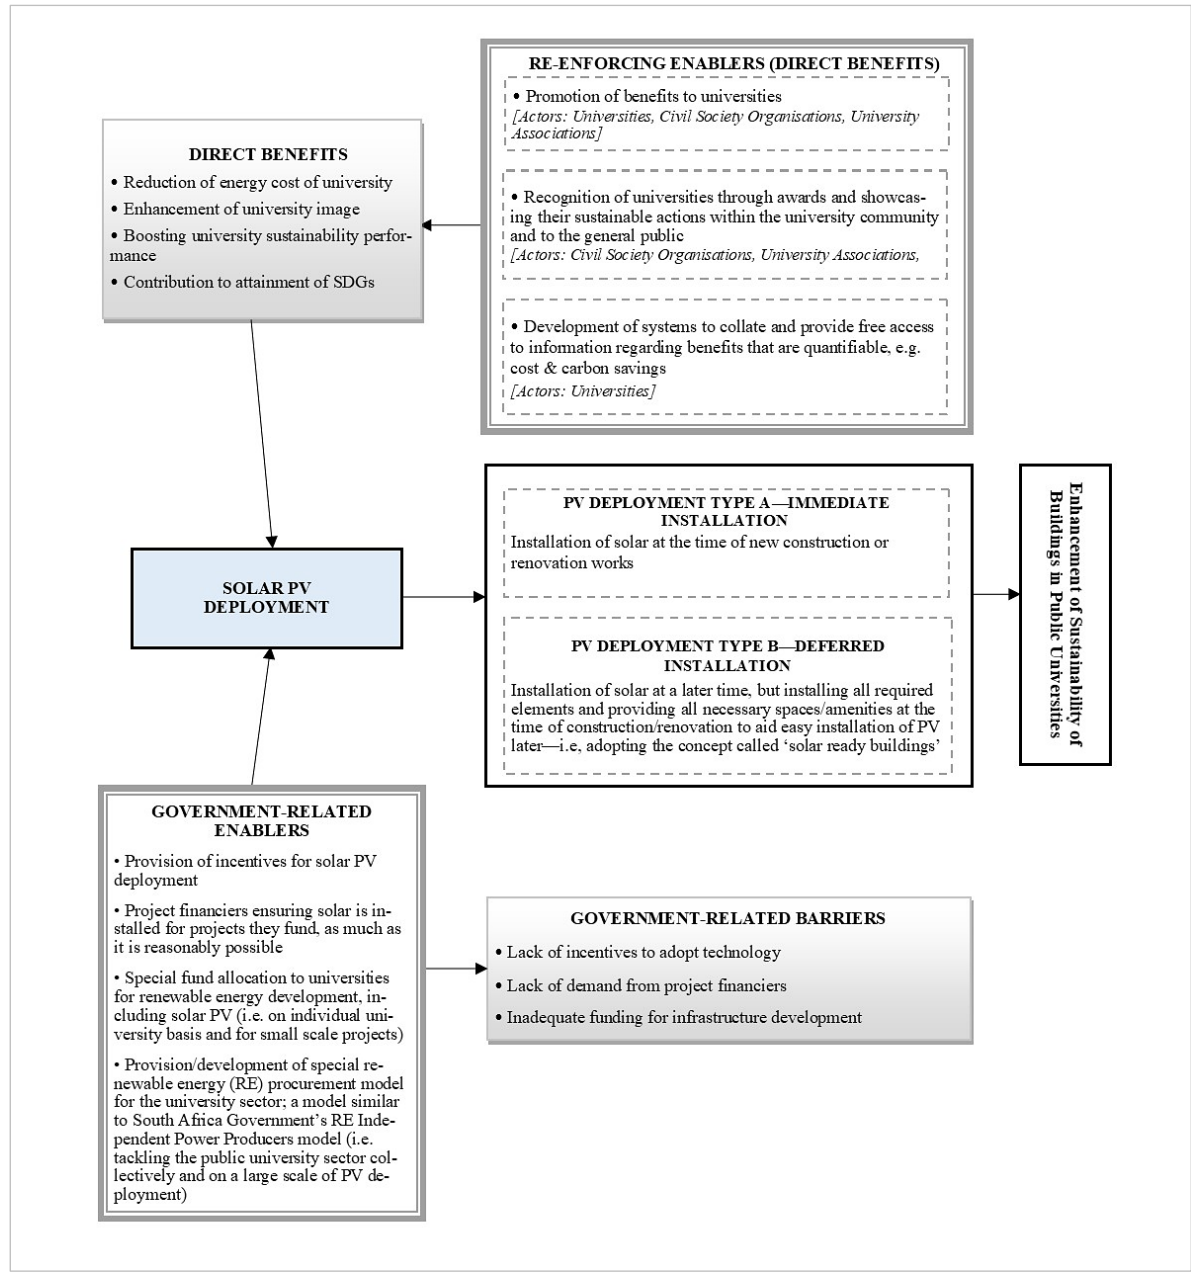 RE-ENFORCING ENABLERS (DIRECT BENEFITS)
• Promotion of benefits to universities
[Actors: Universities, Civil Society Organisations, University
Associations]
• Recognition of universities through awards and showcas-
ing their sustainable actions within the university community
and to the general public
[Actors: Civil Society Organisations, University Associations,
• Development of systems to collate and provide free access
to information regarding benefits that are quantifiable, e.g.
cost & carbon savings
[Actors: Universities]
DIRECT BENEFITS
• Reduction of energy cost of university
• Enhancement of university image
• Boosting university sustainability perfor-
mance
• Contribution to attainment of SDGs
SOLAR PV
DEPLOYMENT
PV DEPLOYMENT TYPE A—IMMEDIATE
INSTALLATION
Installation of solar at the time of new construction or
renovation works
PV DEPLOYMENT TYPE B—DEFERRED
INSTALLATION
Installation of solar at a later time, but installing all required
elements and providing all necessary spaces/amenities at the
time of construction/renovation to aid easy installation of PV
later—i.e, adopting the concept called ‘solar ready buildings’
Enhancement of Sustainability of
Buildings in Public Universities
GOVERNMENT-RELATED
ENABLERS
• Provision of incentives for solar PV
deployment
• Project financiers ensuring solar is in-
stalled for projects they fund, as much as
it is reasonably possible
• Special fund allocation to universities
for renewable energy development, in-
cluding solar PV (i.e. on individual uni-
versity basis and for small scale projects)
• Provision/development of special re-
newable energy (RE) procurement model
for the university sector; a model similar
to South Africa Government’s RE Inde-
pendent Power Producers model (i.e.
tackling the public university sector col-
lectively and on a large scale of PV de-
ployment)
GOVERNMENT-RELATED BARRIERS
• Lack of incentives to adopt technology
• Lack of demand from project financiers
• Inadequate funding for infrastructure development